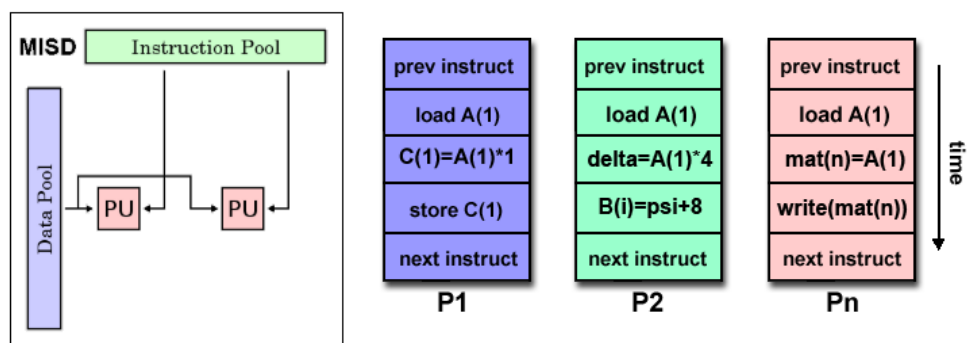 MISD
Instruction Pool
Data Pool
PU
PU
prev instruct
load A(1)
C(1)=A(1)*1
store C(1)
next instruct
P1
prev instruct
load A(1)
delta=A(1)*4
B(i)=psi+8
next instruct
P2
prev instruct
load A(1)
mat(n)=A(1)
write(mat(n))
next instruct
Pn
time